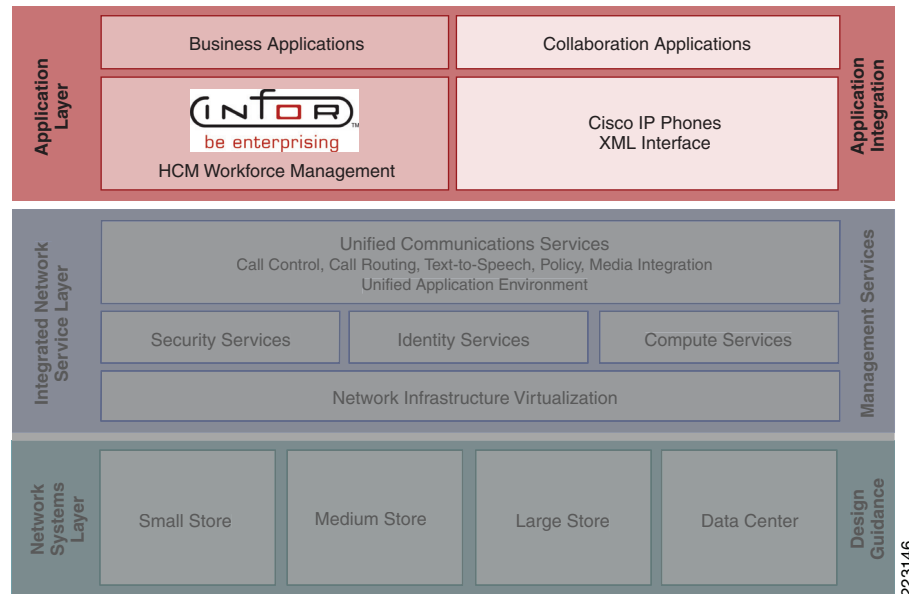 Application
Layer
Business Applications
Collaboration Applications
INFOR™
be enterprising
HCM Workforce Management
Cisco IP Phones
XML Interface
Application
Integration
Integrated Network
Service Layer
Unified Communications Services
Call Control, Call Routing, Text-to-Speech, Policy, Media Integration
Unified Application Environment
Security Services
Identity Services
Compute Services
Network Infrastructure Virtualization
Management Services
Network
Systems
Layer
Small Store
Medium Store
Large Store
Data Center
Design
Guidance
223146